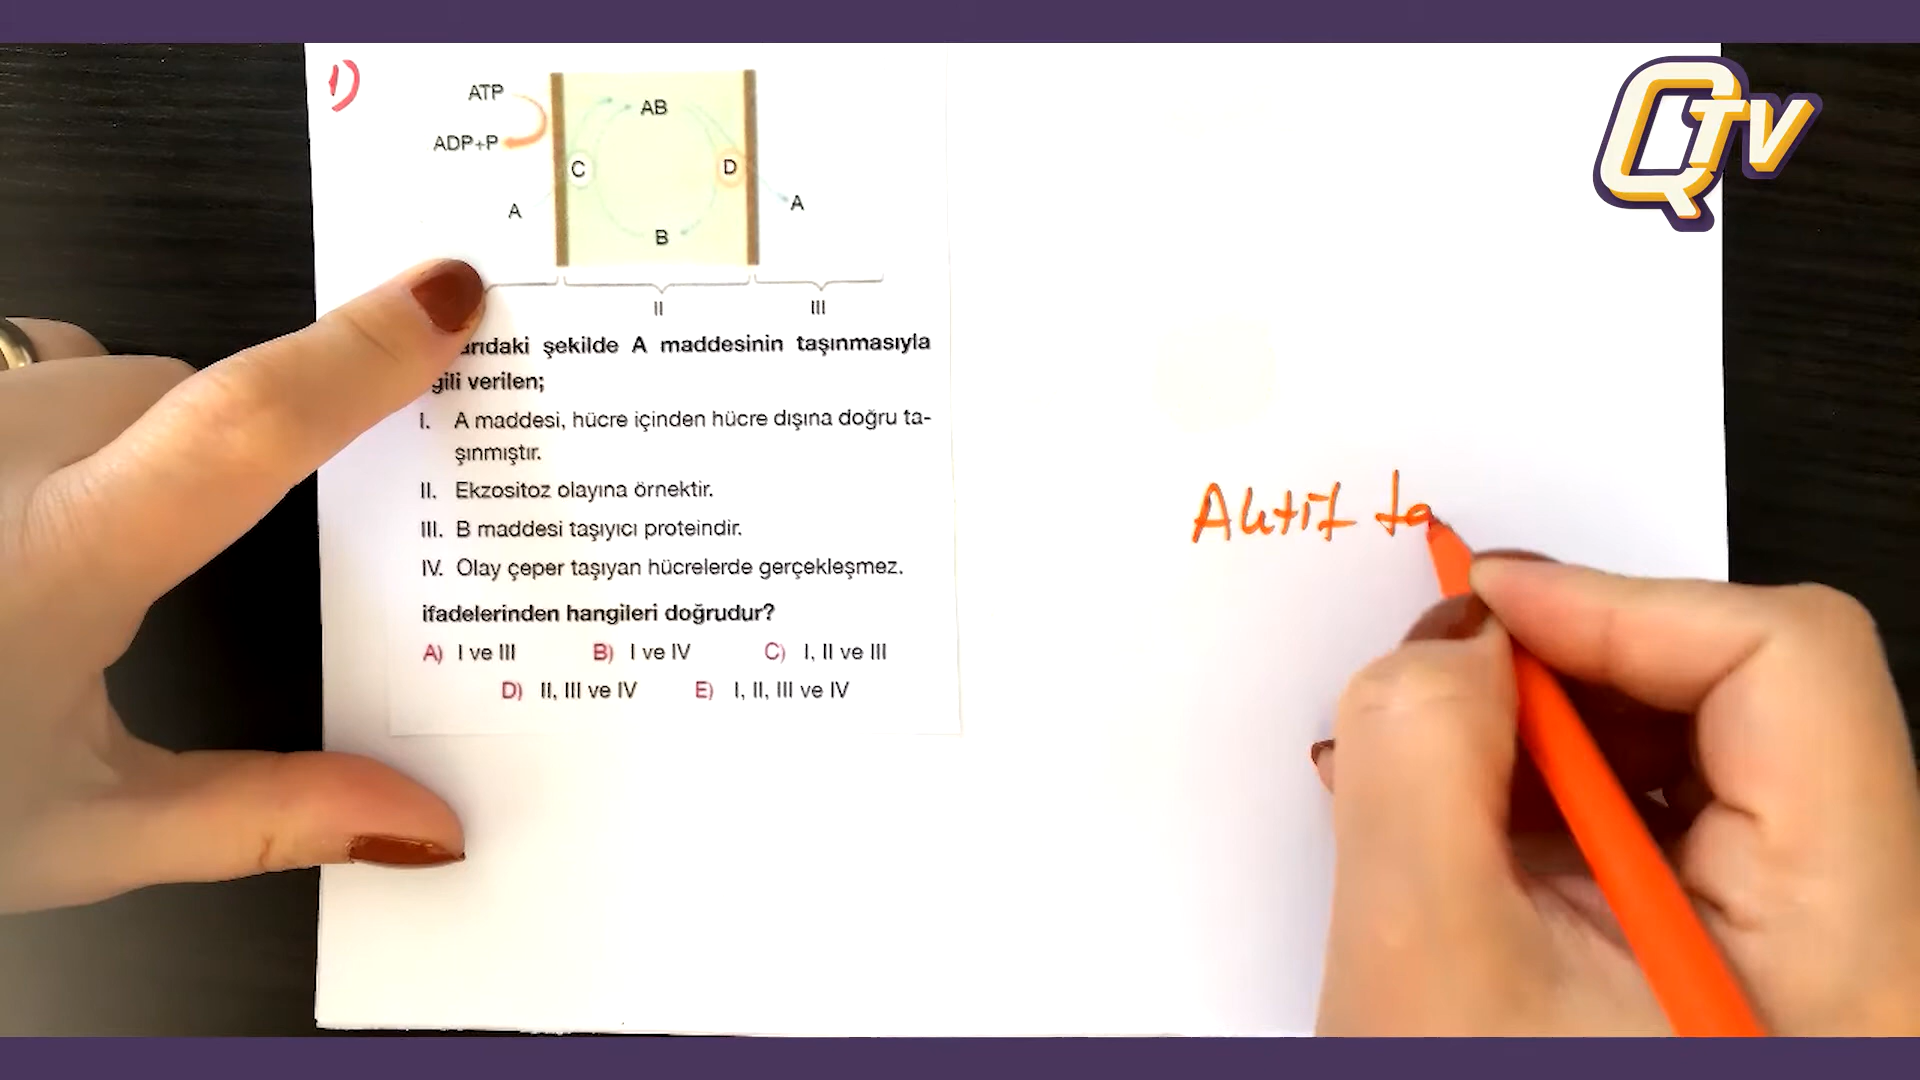 1)
ATP
ADP+P
A
C
AB
B
D
A
II
III
şekilde A maddesinin taşınmasıyla
verilen;
I. A maddesi, hücre içinden hücre dışına doğru ta-
şınmıştır.
II. Ekzositoz olayına örnektir.
III. B maddesi taşıyıcı proteindir.
IV. Olay çeper taşıyan hücrelerde gerçekleşmez.
ifadelerinden hangileri doğrudur?
A) I ve III B) I ve IV C) I, II ve III
D) II, III ve IV E) I, II, III ve IV
Aktif ta
QTV